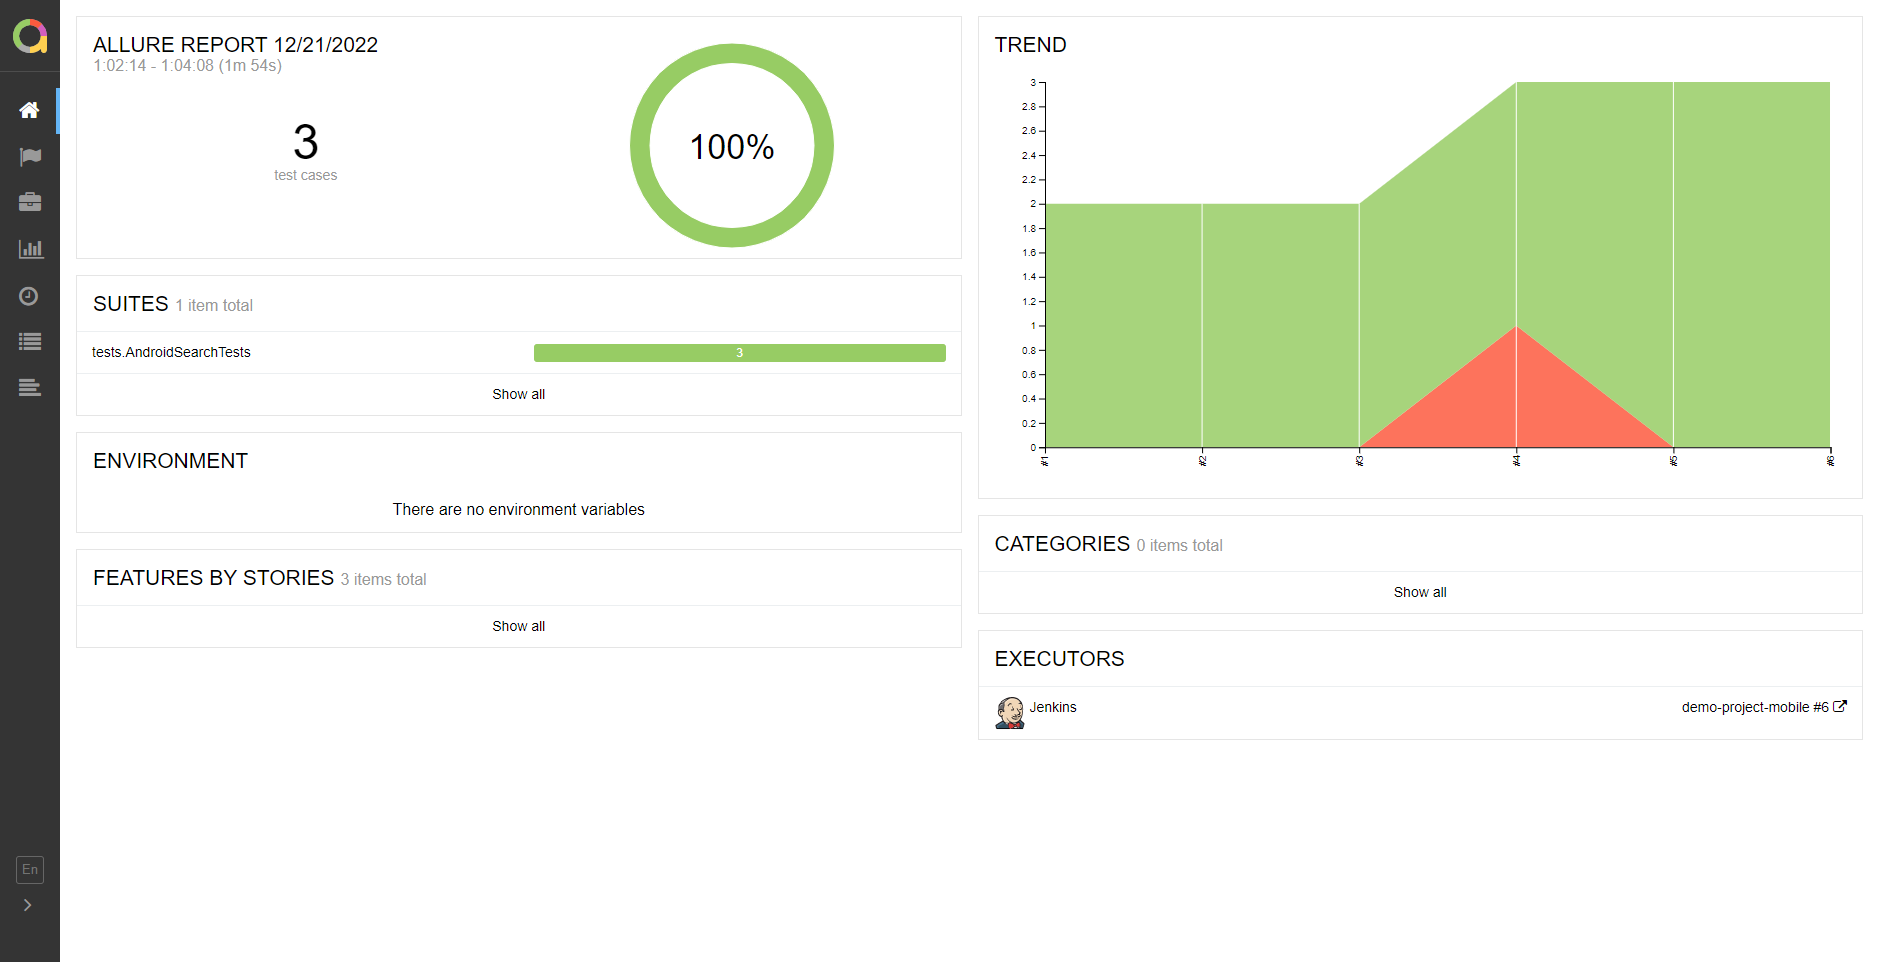 ALLURE REPORT 12/21/2022
1:02:14 - 1:04:08 (1m 54s)
3
test cases
100%
SUITES 1 item total
tests.AndroidSearchTests
3
Show all
ENVIRONMENT
There are no environment variables
FEATURES BY STORIES 3 items total
Show all
TREND
3
2.8
2.6
2.4
2.2
2
1.8
1.6
1.4
1.2
1
0.8
0.6
0.4
0.2
0
#1
#2
#3
#4
#5
#6
CATEGORIES 0 items total
Show all
EXECUTORS
Jenkins
demo-project-mobile #6
En